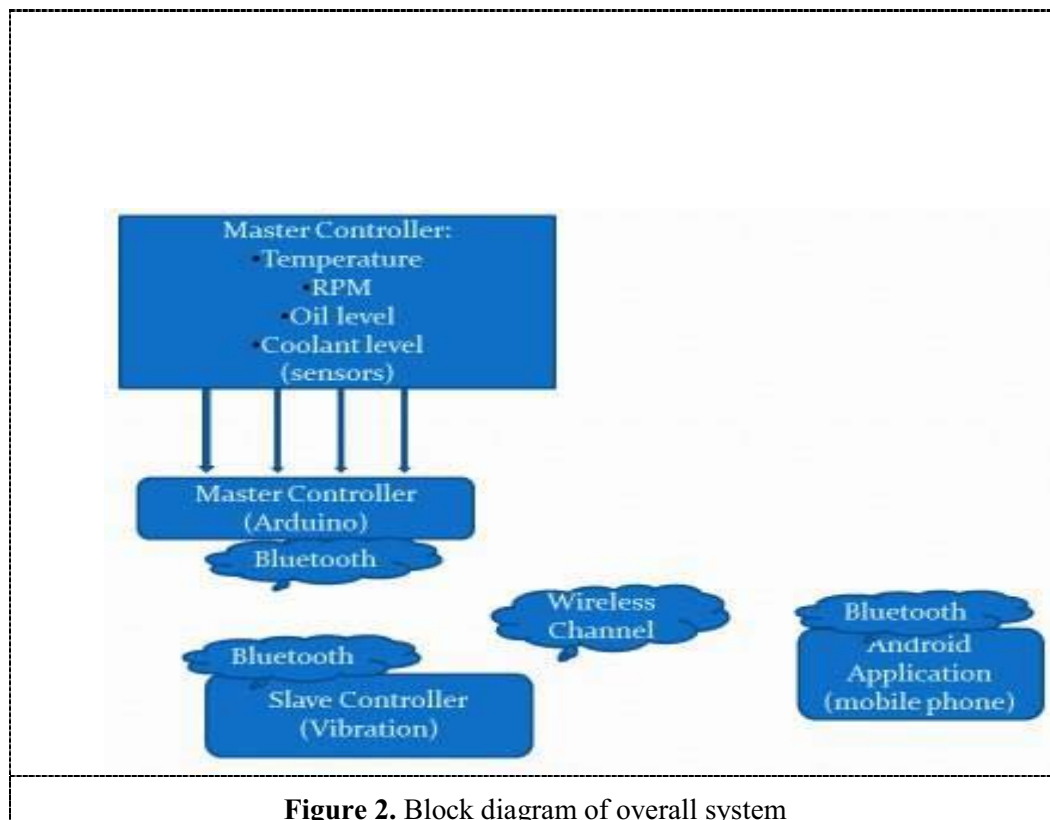 Master Controller:
•Temperature
•RPM
•Oil level
•Coolant level
(sensors)
Master Controller
(Arduino)
Bluetooth
Wireless
Channel
Bluetooth
Android
Application
(mobile phone)
Bluetooth
Slave Controller
(Vibration)
Figure 2. Block diagram of overall system